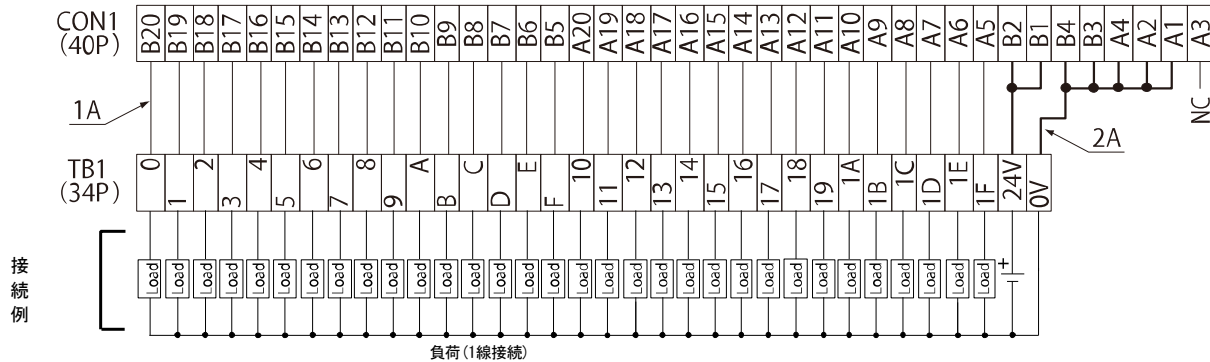 CON1
(40P)
B20 B19 B18 B17 B16 B15 B14 B13 B12 B11 B10 B9 B8 B7 B6 B5 A20 A19 A18 A17 A16 A15 A14 A13 A12 A11 A10 A9 A8 A7 A6 A5 B2 B1 B4 B3 A4 A2 A1 A3
1A
2A
NC
TB1
(34P)
0 1 2 3 4 5 6 7 8 9 A B C D E F 10 11 12 13 14 15 16 17 18 19 1A 1B 1C 1D 1E 1F 24V 0V
接続例
Load Load Load Load Load Load Load Load Load Load Load Load Load Load Load Load Load Load Load Load Load Load Load Load Load Load Load Load Load Load Load Load +
負荷(1線接続)